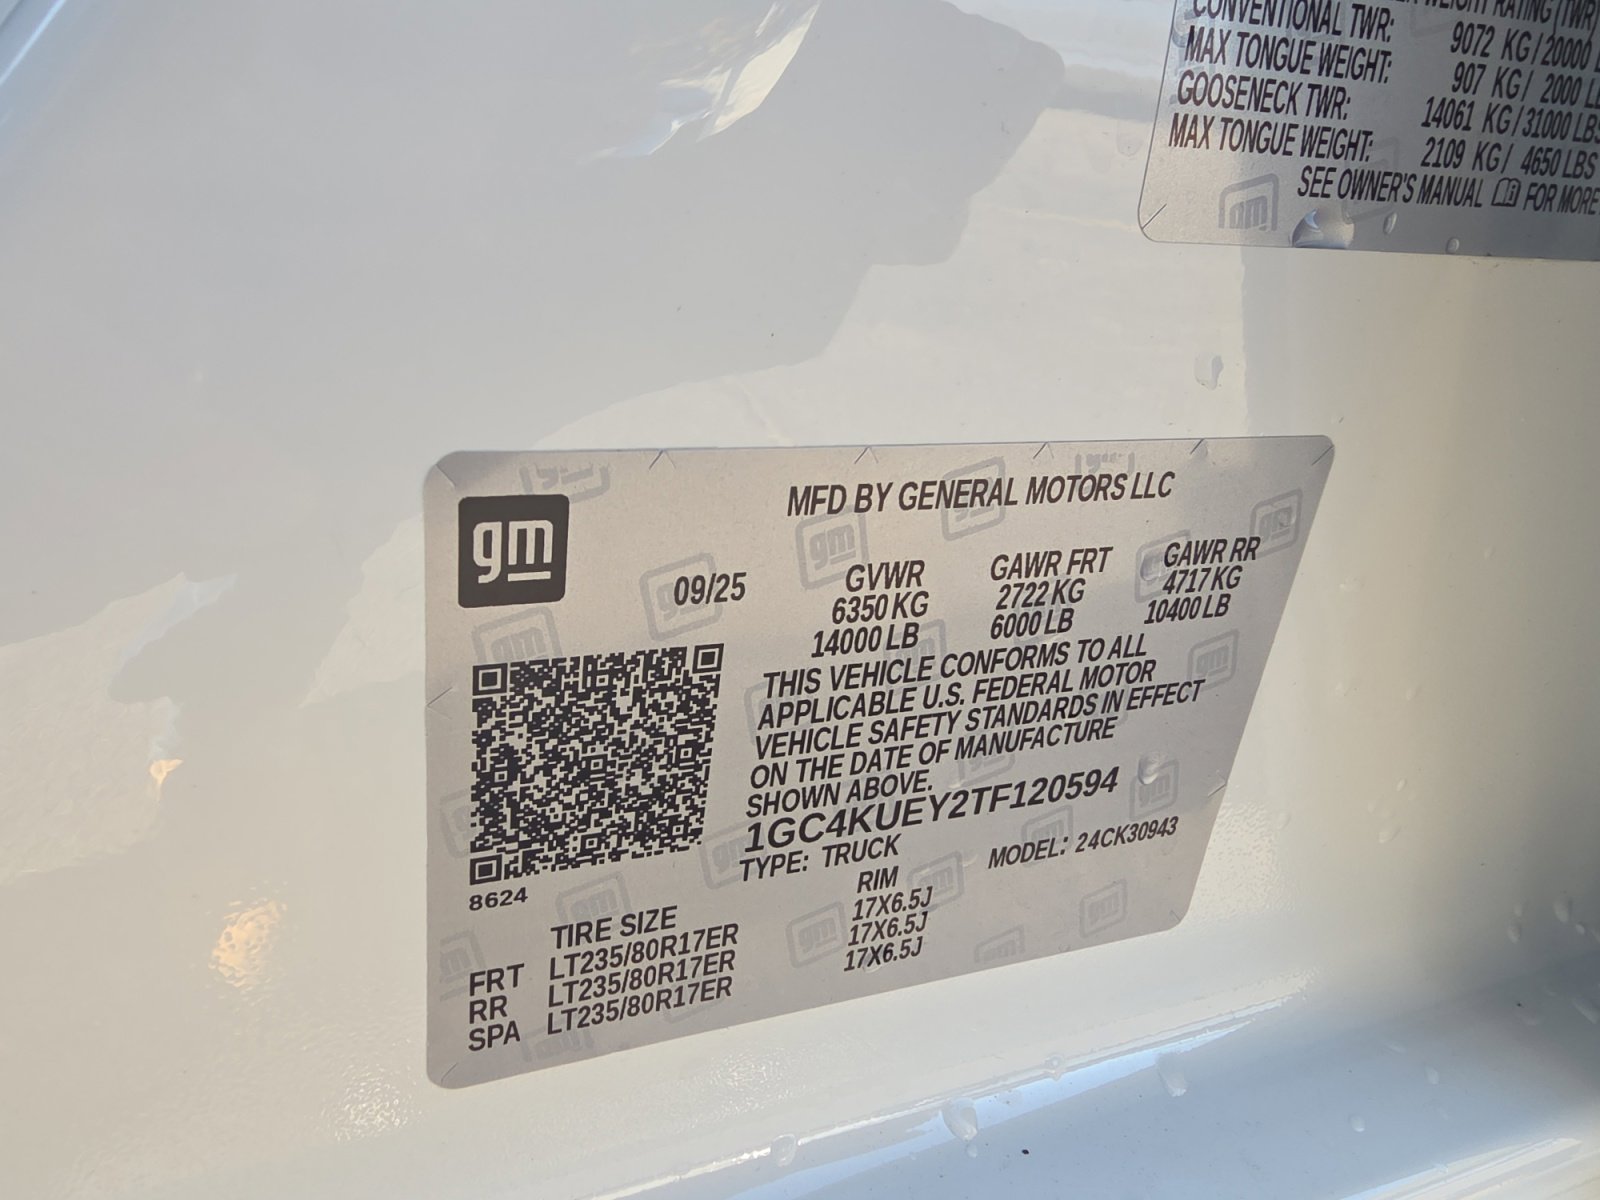 WEIGHT RATING (TWR)
CONVENTIONAL TWR: 9072 KG / 20000
MAX TONGUE WEIGHT: 907 KG / 2000 LB
GOOSENECK TWR: 14061 KG / 31000 LBS
MAX TONGUE WEIGHT: 2109 KG / 4650 LBS
SEE OWNER'S MANUAL FOR MORE
gm
MFD BY GENERAL MOTORS LLC
09/25
GVWR GAWR FRT GAWR RR
6350 KG 2722 KG 4717 KG
14000 LB 6000 LB 10400 LB
THIS VEHICLE CONFORMS TO ALL
APPLICABLE U.S. FEDERAL MOTOR
VEHICLE SAFETY STANDARDS IN EFFECT
ON THE DATE OF MANUFACTURE
SHOWN ABOVE.
1GC4KUEY2TF120594
TYPE: TRUCK MODEL: 24CK30943
8624
TIRE SIZE RIM
FRT LT235/80R17ER 17X6.5J
RR LT235/80R17ER 17X6.5J
SPA LT235/80R17ER 17X6.5J